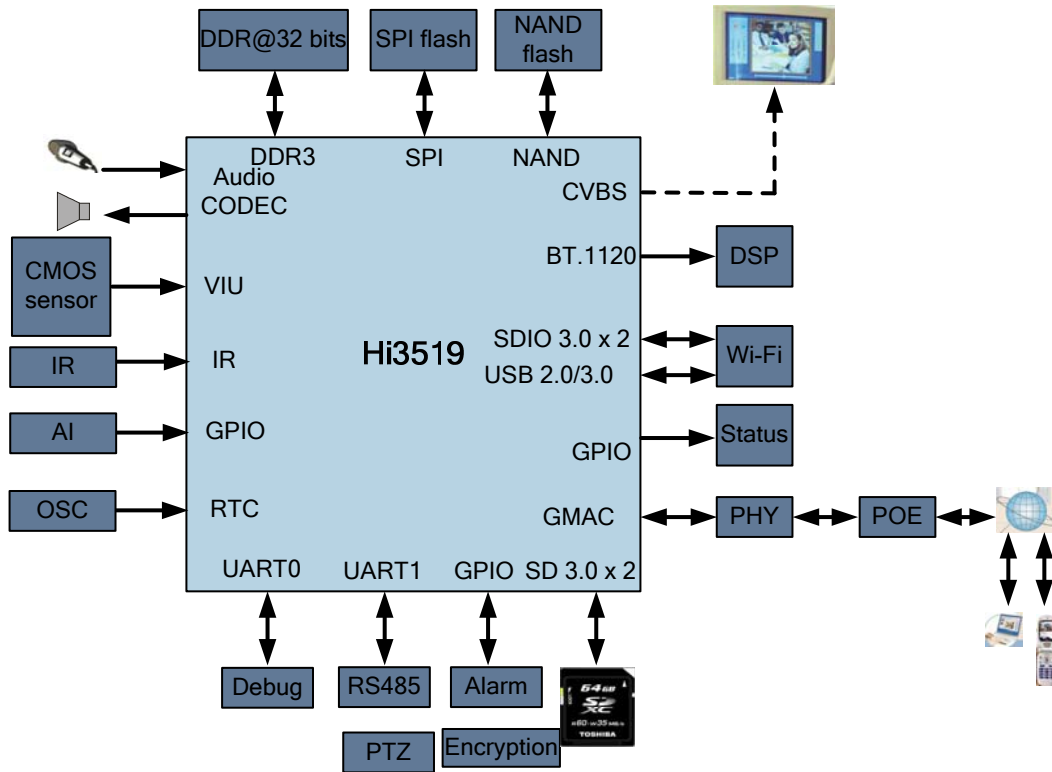 DDR@32 bits
SPI flash
NAND
flash
DDR3
SPI
NAND
Audio
CODEC
CVBS
BT.1120
DSP
CMOS
sensor
VIU
SDIO 3.0 x 2
USB 2.0/3.0
Wi-Fi
Hi3519
IR
IR
AI
GPIO
GPIO
Status
OSC
RTC
GMAC
PHY
POE
UART0
UART1
GPIO
SD 3.0 x 2
Debug
RS485
Alarm
64GB
SD
XC
TOSHIBA
PTZ
Encryption